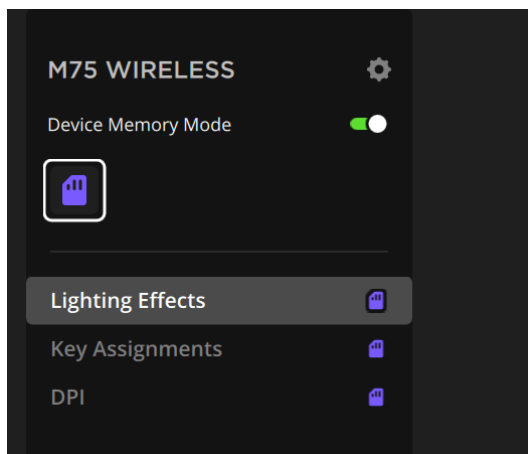 M75 WIRELESS
Device Memory Mode
Lighting Effects
Key Assignments
DPI